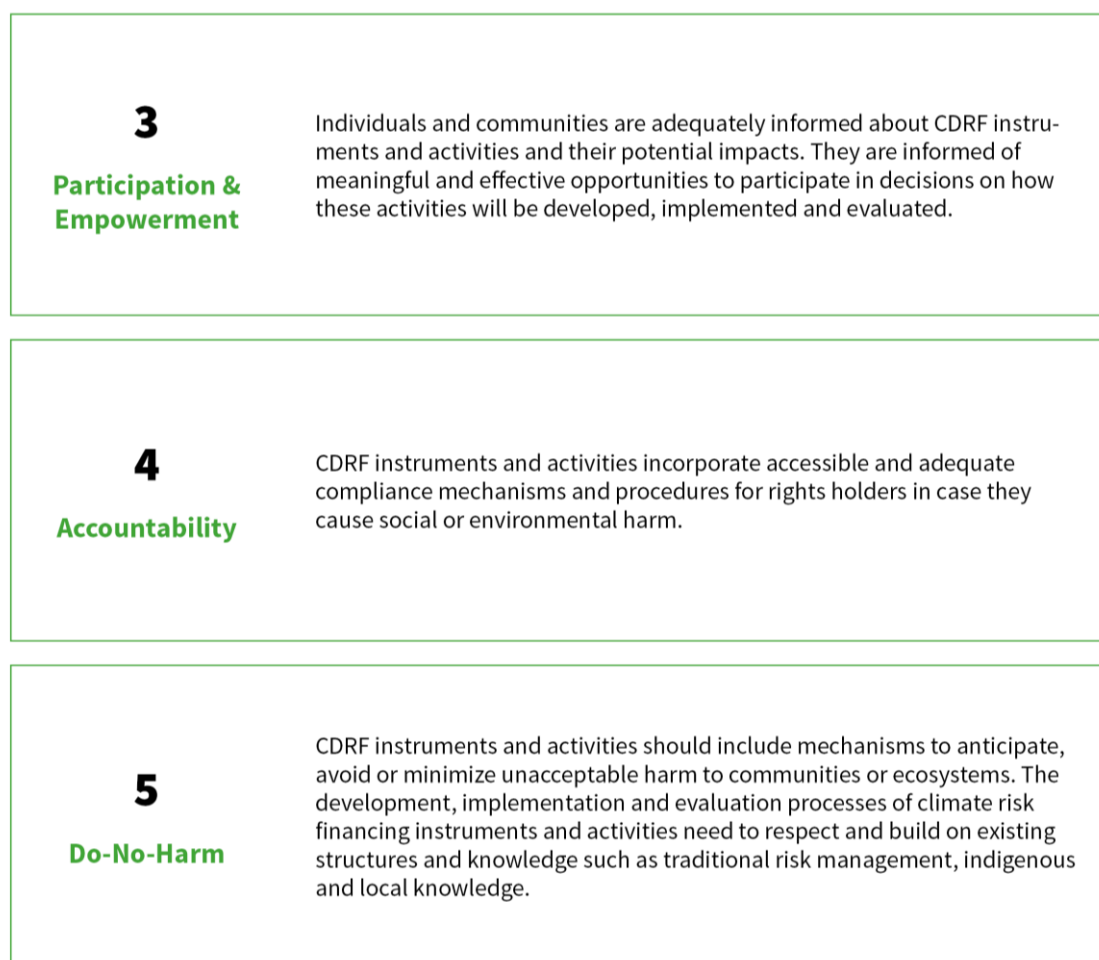 3
Participation &
Empowerment
Individuals and communities are adequately informed about CDRF instru-
ments and activities and their potential impacts. They are informed of
meaningful and effective opportunities to participate in decisions on how
these activities will be developed, implemented and evaluated.
4
Accountability
CDRF instruments and activities incorporate accessible and adequate
compliance mechanisms and procedures for rights holders in case they
cause social or environmental harm.
5
Do-No-Harm
CDRF instruments and activities should include mechanisms to anticipate,
avoid or minimize unacceptable harm to communities or ecosystems. The
development, implementation and evaluation processes of climate risk
financing instruments and activities need to respect and build on existing
structures and knowledge such as traditional risk management, indigenous
and local knowledge.